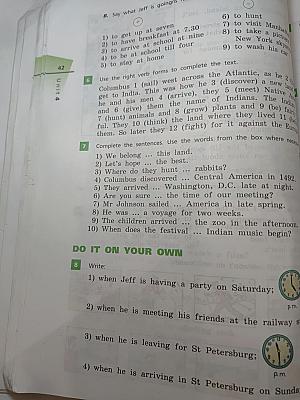 8. Say what Jeff is going
1) to get up at seven
2) to have breakfast at 7.30
3) to arrive at school at nine
4) to be at school till four
5) to stay at home
6) to hunt
7) to visit
8) to take a
New York
9) to wash his
42
UNIT 4
6 Use the right verb forms to complete the text.
Columbus 1 (sail) west across the Atlantic, as he 2
get to India. This was how he 3 (discover) a new
he and his men 4 (arrive), they 5 (meet) Native
and 6 (give) them the name of Indians. The
7 (hunt) animals and 8 (grow) plants and 9 (be)
ful. They 10 (think) the land where they lived 11
them. So later they 12 (fight) for it against the
7 Complete the sentences. Use the words from the box where
1) We belong ... this land.
2) Let's hope ... the best.
3) Where do they hunt ... rabbits?
4) Columbus discovered ... Central America in 1492.
5) They arrived ... Washington, D.C. late at night.
6) Are you sure ... the time of our meeting?
7) Mr Johnson sailed ... America in late spring.
8) He was ... a voyage for two weeks.
9) The children arrived ... the zoo in the afternoon.
10) When does the festival ... Indian music begin?
DO IT ON YOUR OWN
8 Write:
1) when Jeff is having a party on Saturday;
p.m.
2) when he is meeting his friends at the railway
3) when he is leaving for St Petersburg;
p.m.
4) when he is arriving in St Petersburg on